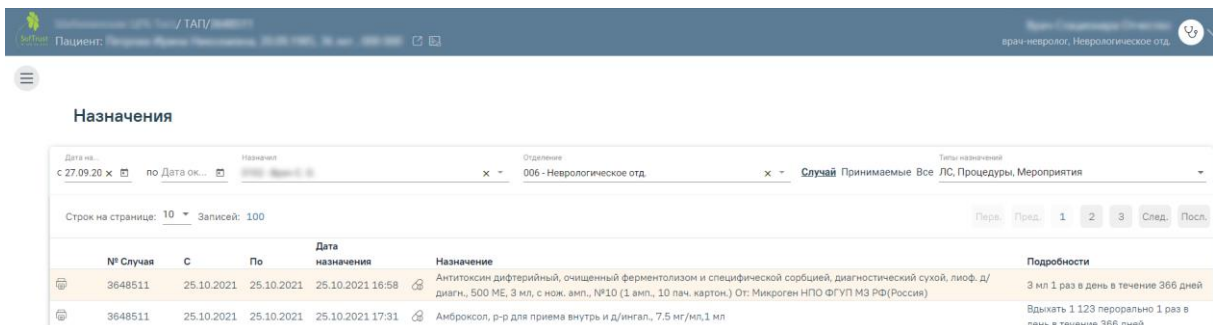 / ТАП/
SofTrust Пациент:
врач-невролог, Неврологическое отд.
Назначения
Дата на... Назначил Отделение Типы назначений
с 27.09.20 × по Дата ок... × 006 - Неврологическое отд. × Случай Принимаемые Все ЛС, Процедуры, Мероприятия
Строк на странице: 10 Записей: 100 Перв. Пред. 1 2 3 След. Посл.
Дата
№ Случая С По назначения Назначение Подробности
Антитоксин дифтерийный, очищенный ферментолизом и специфической сорбцией, диагностический сухой, лиоф. д/
3648511 25.10.2021 25.10.2021 25.10.2021 16:58 3 мл 1 раз в день в течение 366 дней
диагн., 500 МЕ, 3 мл, с нож. амп., №10 (1 амп., 10 пач. картон.) От: Микроген НПО ФГУП МЗ РФ(Россия)
Вдыхать 1 123 перорально 1 раз в
3648511 25.10.2021 25.10.2021 25.10.2021 17:31 Амброксол, р-р для приема внутрь и д/ингал., 7.5 мг/мл,1 мл
день в течение 366 дней